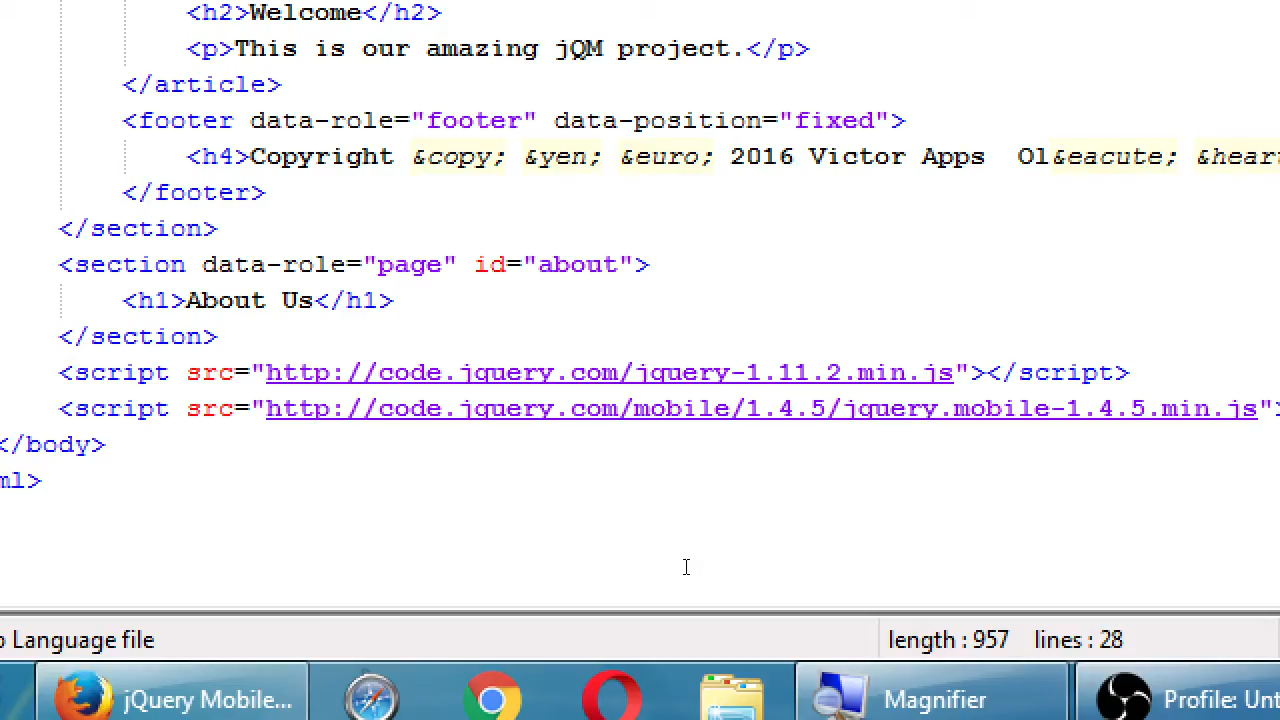 <h2>Welcome</h2>
<p>This is our amazing jQM project.</p>
</article>
<footer data-role="footer" data-position="fixed">
<h4>Copyright &copy; &yen; &euro; 2016 Victor Apps  Ol&eacute; &heart
</footer>
</section>
<section data-role="page" id="about">
<h1>About Us</h1>
</section>
<script src="http://code.jquery.com/jquery-1.11.2.min.js"></script>
<script src="http://code.jquery.com/mobile/1.4.5/jquery.mobile-1.4.5.min.js">
</body>
ml>
Language file
length : 957 lines : 28
jQuery Mobile... Magnifier Profile: Unt